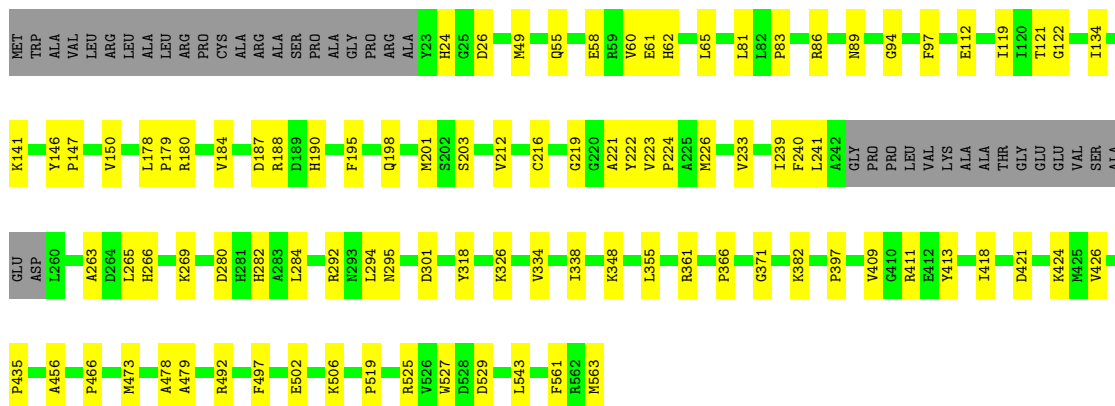 MET TRP ALA VAL LEU ARG LEU ALA LEU ARG PRO CYS ALA ARG ALA SER PRO ALA GLY PRO ARG ALA Y23 H24 G25 D26 M49 Q55 E58 R59 V60 E61 H62 L65 L81 L82 P83 R86 N89 G94 F97 E112 I119 I120 T121 G122 I134
K141 Y146 P147 V150 L178 P179 R180 V184 D187 R188 D189 H190 F195 Q198 M201 S202 S203 V212 C216 G219 G220 A221 Y222 V223 P224 A225 M226 V233 I239 F240 L241 A242 GLY PRO PRO LEU VAL LYS ALA ALA THR GLY GLU GLU VAL SER ALA
GLU ASP L260 A263 D264 L265 H266 K269 D280 H281 H282 A283 L284 R292 N293 L294 N295 D301 Y318 K326 V334 I338 K348 L355 R361 P366 G371 K382 P397 V409 G410 R411 E412 Y413 I418 D421 K424 M425 V426
P435 A456 P466 M473 A478 A479 R492 F497 E502 K506 P519 R525 V526 W527 D528 D529 L543 F561 R562 M563